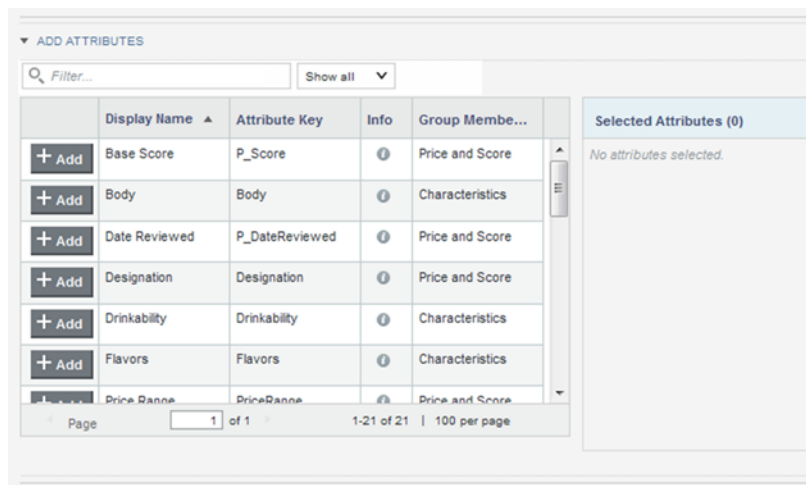 ADD ATTRIBUTES
Filter...
Show all
Display Name Attribute Key Info Group Membe...
Selected Attributes (0)
+ Add Base Score P_Score Price and Score
No attributes selected.
+ Add Body Body Characteristics
+ Add Date Reviewed P_DateReviewed Price and Score
+ Add Designation Designation Price and Score
+ Add Drinkability Drinkability Characteristics
+ Add Flavors Flavors Characteristics
+ Add Price Range PriceRange Price and Score
Page 1 of 1 1-21 of 21 | 100 per page